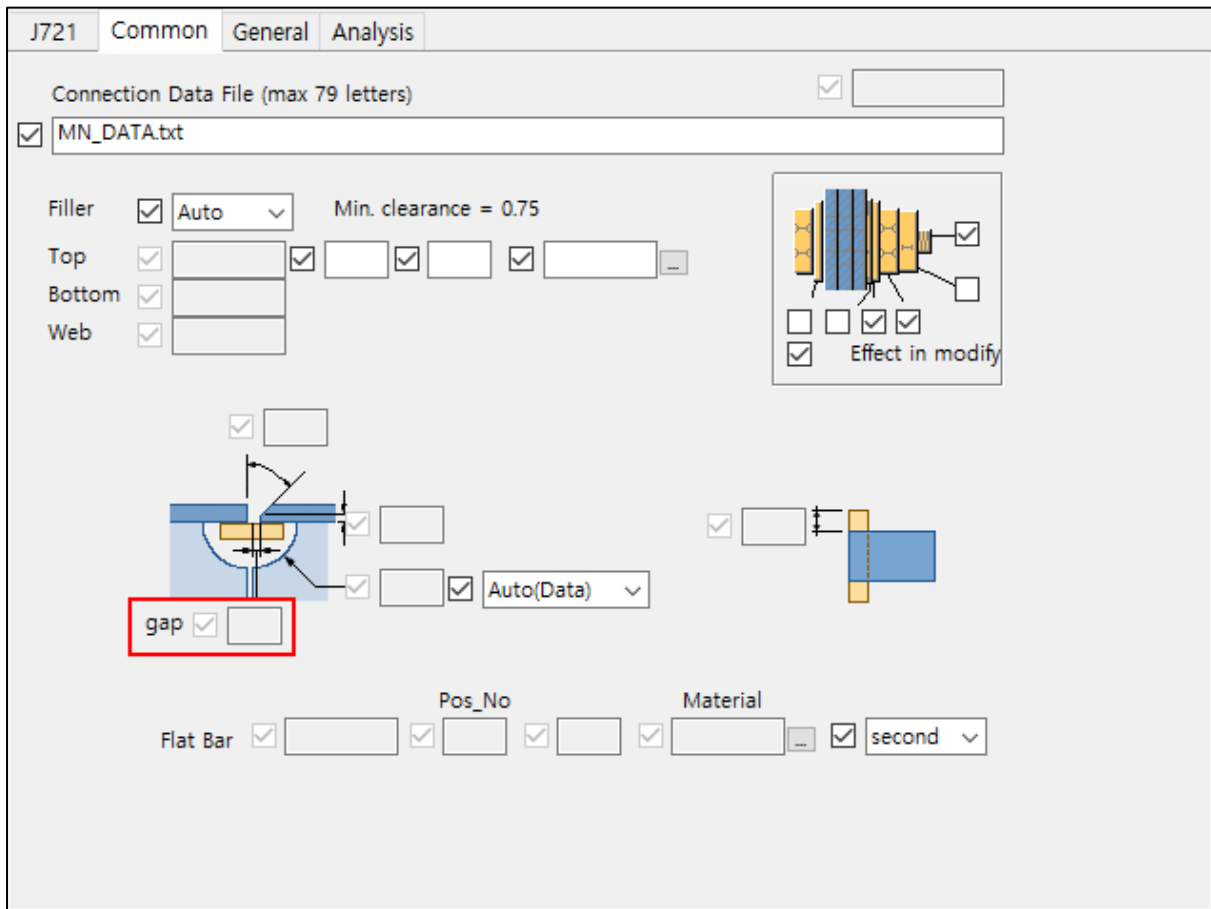 J721 Common General Analysis
Connection Data File (max 79 letters)
MN_DATA.txt
Filler Auto Min. clearance = 0.75
Top ...
Bottom
Web
Effect in modify
Auto(Data)
gap
Pos_No Material
Flat Bar ... second